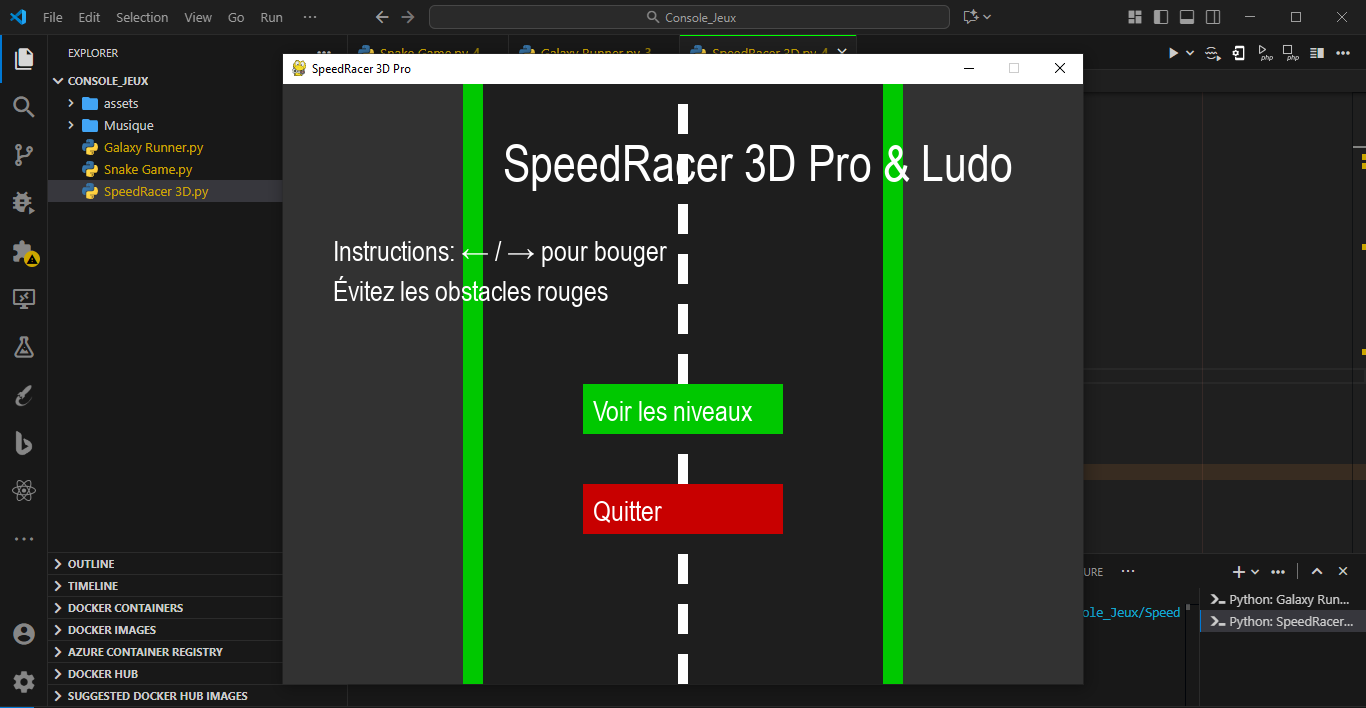 File Edit Selection View Go Run ···
Console_Jeux
EXPLORER
Snake Game.py 4
Galaxy Runner.py 3
SpeedRacer 3D.py 4
CONSOLE_JEUX
assets
Musique
Galaxy Runner.py
Snake Game.py
SpeedRacer 3D.py
SpeedRacer 3D Pro
SpeedRacer 3D Pro & Ludo
Instructions: ← / → pour bouger
Évitez les obstacles rouges
Voir les niveaux
Quitter
php
php
OUTLINE
TIMELINE
DOCKER CONTAINERS
DOCKER IMAGES
AZURE CONTAINER REGISTRY
DOCKER HUB
SUGGESTED DOCKER HUB IMAGES
URE
ole_Jeux/Speed
Python: Galaxy Run...
Python: SpeedRacer...